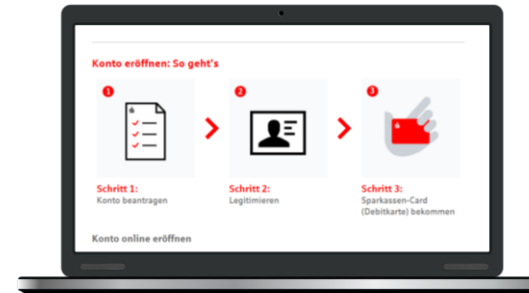 Konto eröffnen: So geht's
1
2
3
Schritt 1:
Konto beantragen
Schritt 2:
Legitimieren
Schritt 3:
Sparkassen-Card
(Debitkarte) bekommen
Konto online eröffnen